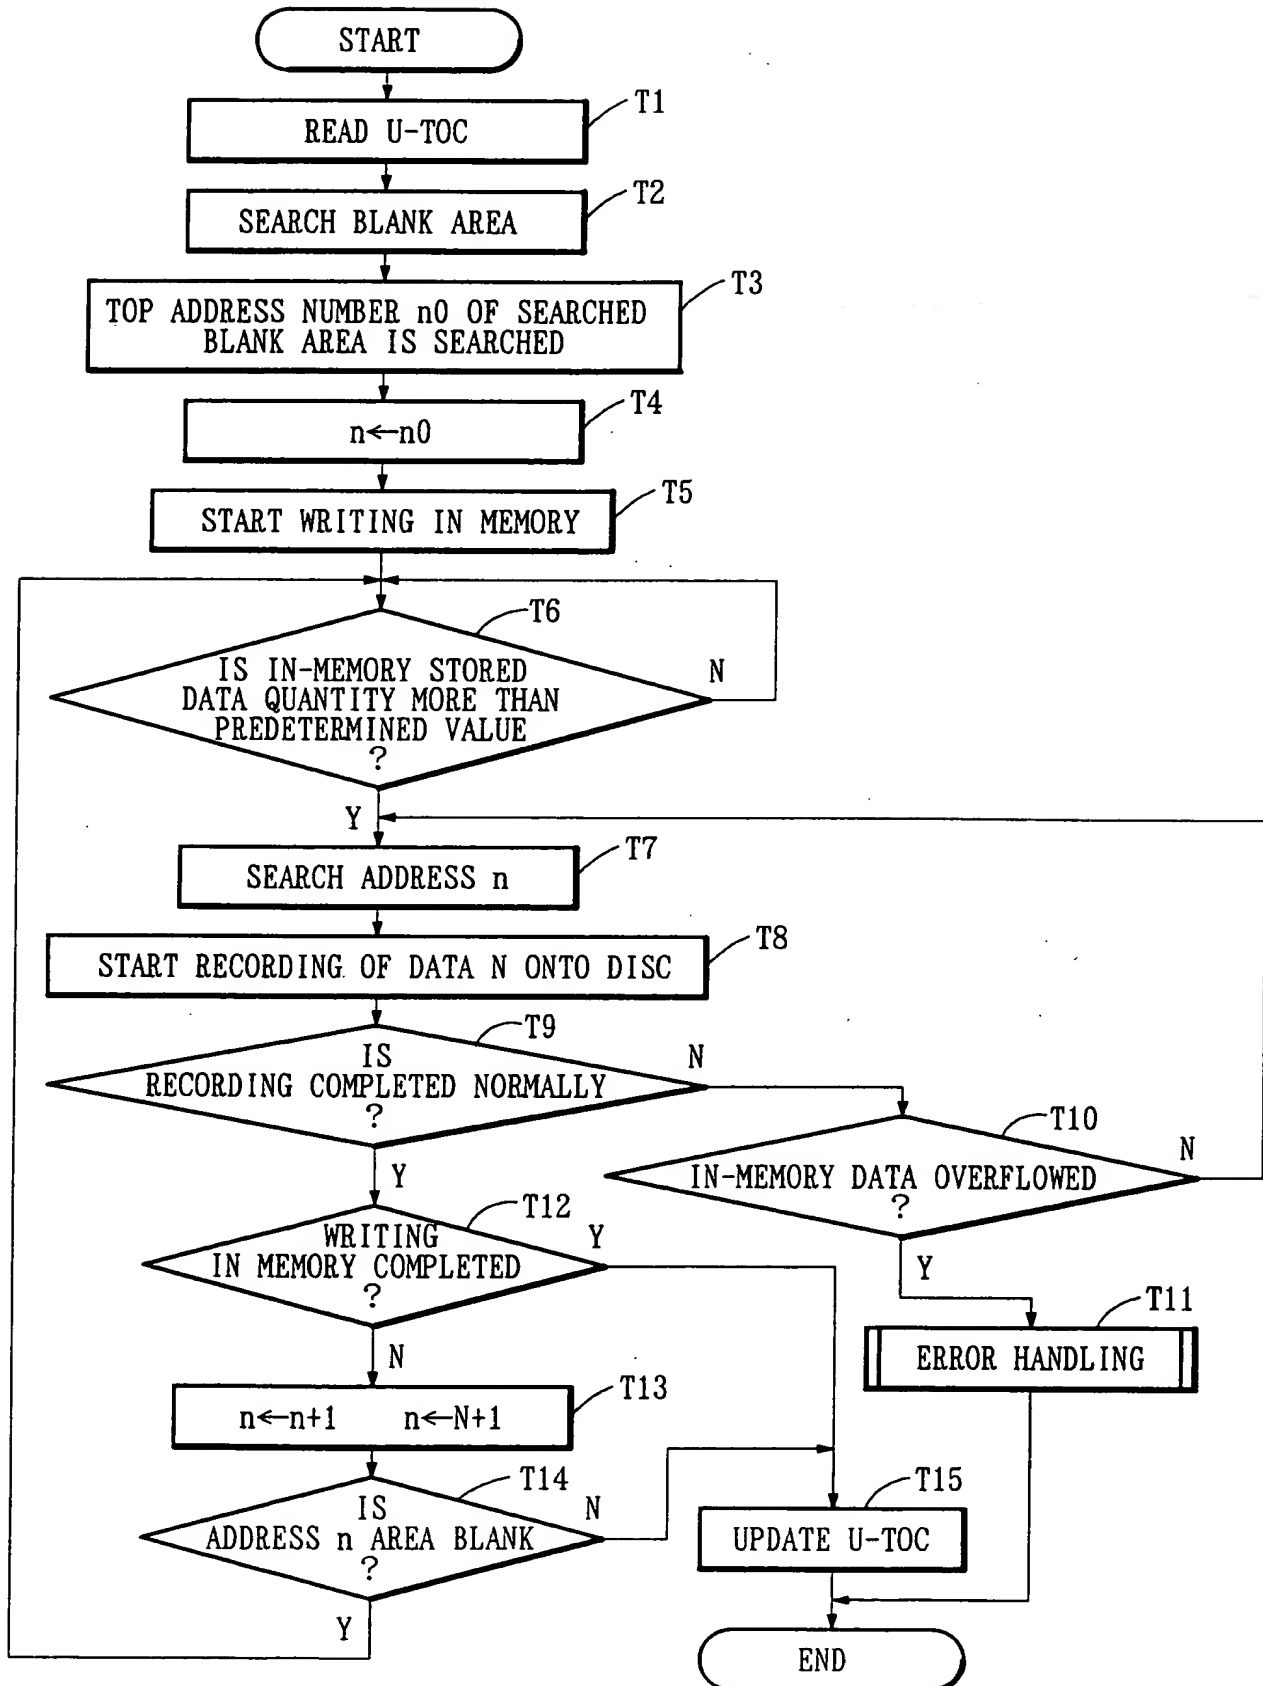 START
T1
READ U-TOC
T2
SEARCH BLANK AREA
T3
TOP ADDRESS NUMBER n0 OF SEARCHED
BLANK AREA IS SEARCHED
T4
n←n0
T5
START WRITING IN MEMORY
T6
IS IN-MEMORY STORED
DATA QUANTITY MORE THAN
PREDETERMINED VALUE
?
N
Y
T7
SEARCH ADDRESS n
T8
START RECORDING OF DATA N ONTO DISC
T9
IS
RECORDING COMPLETED NORMALLY
?
N
Y
T10
IN-MEMORY DATA OVERFLOWED
?
N
Y
T11
ERROR HANDLING
T12
WRITING
IN MEMORY COMPLETED
?
Y
N
T13
n←n+1 n←N+1
T14
IS
ADDRESS n AREA BLANK
?
N
Y
T15
UPDATE U-TOC
END